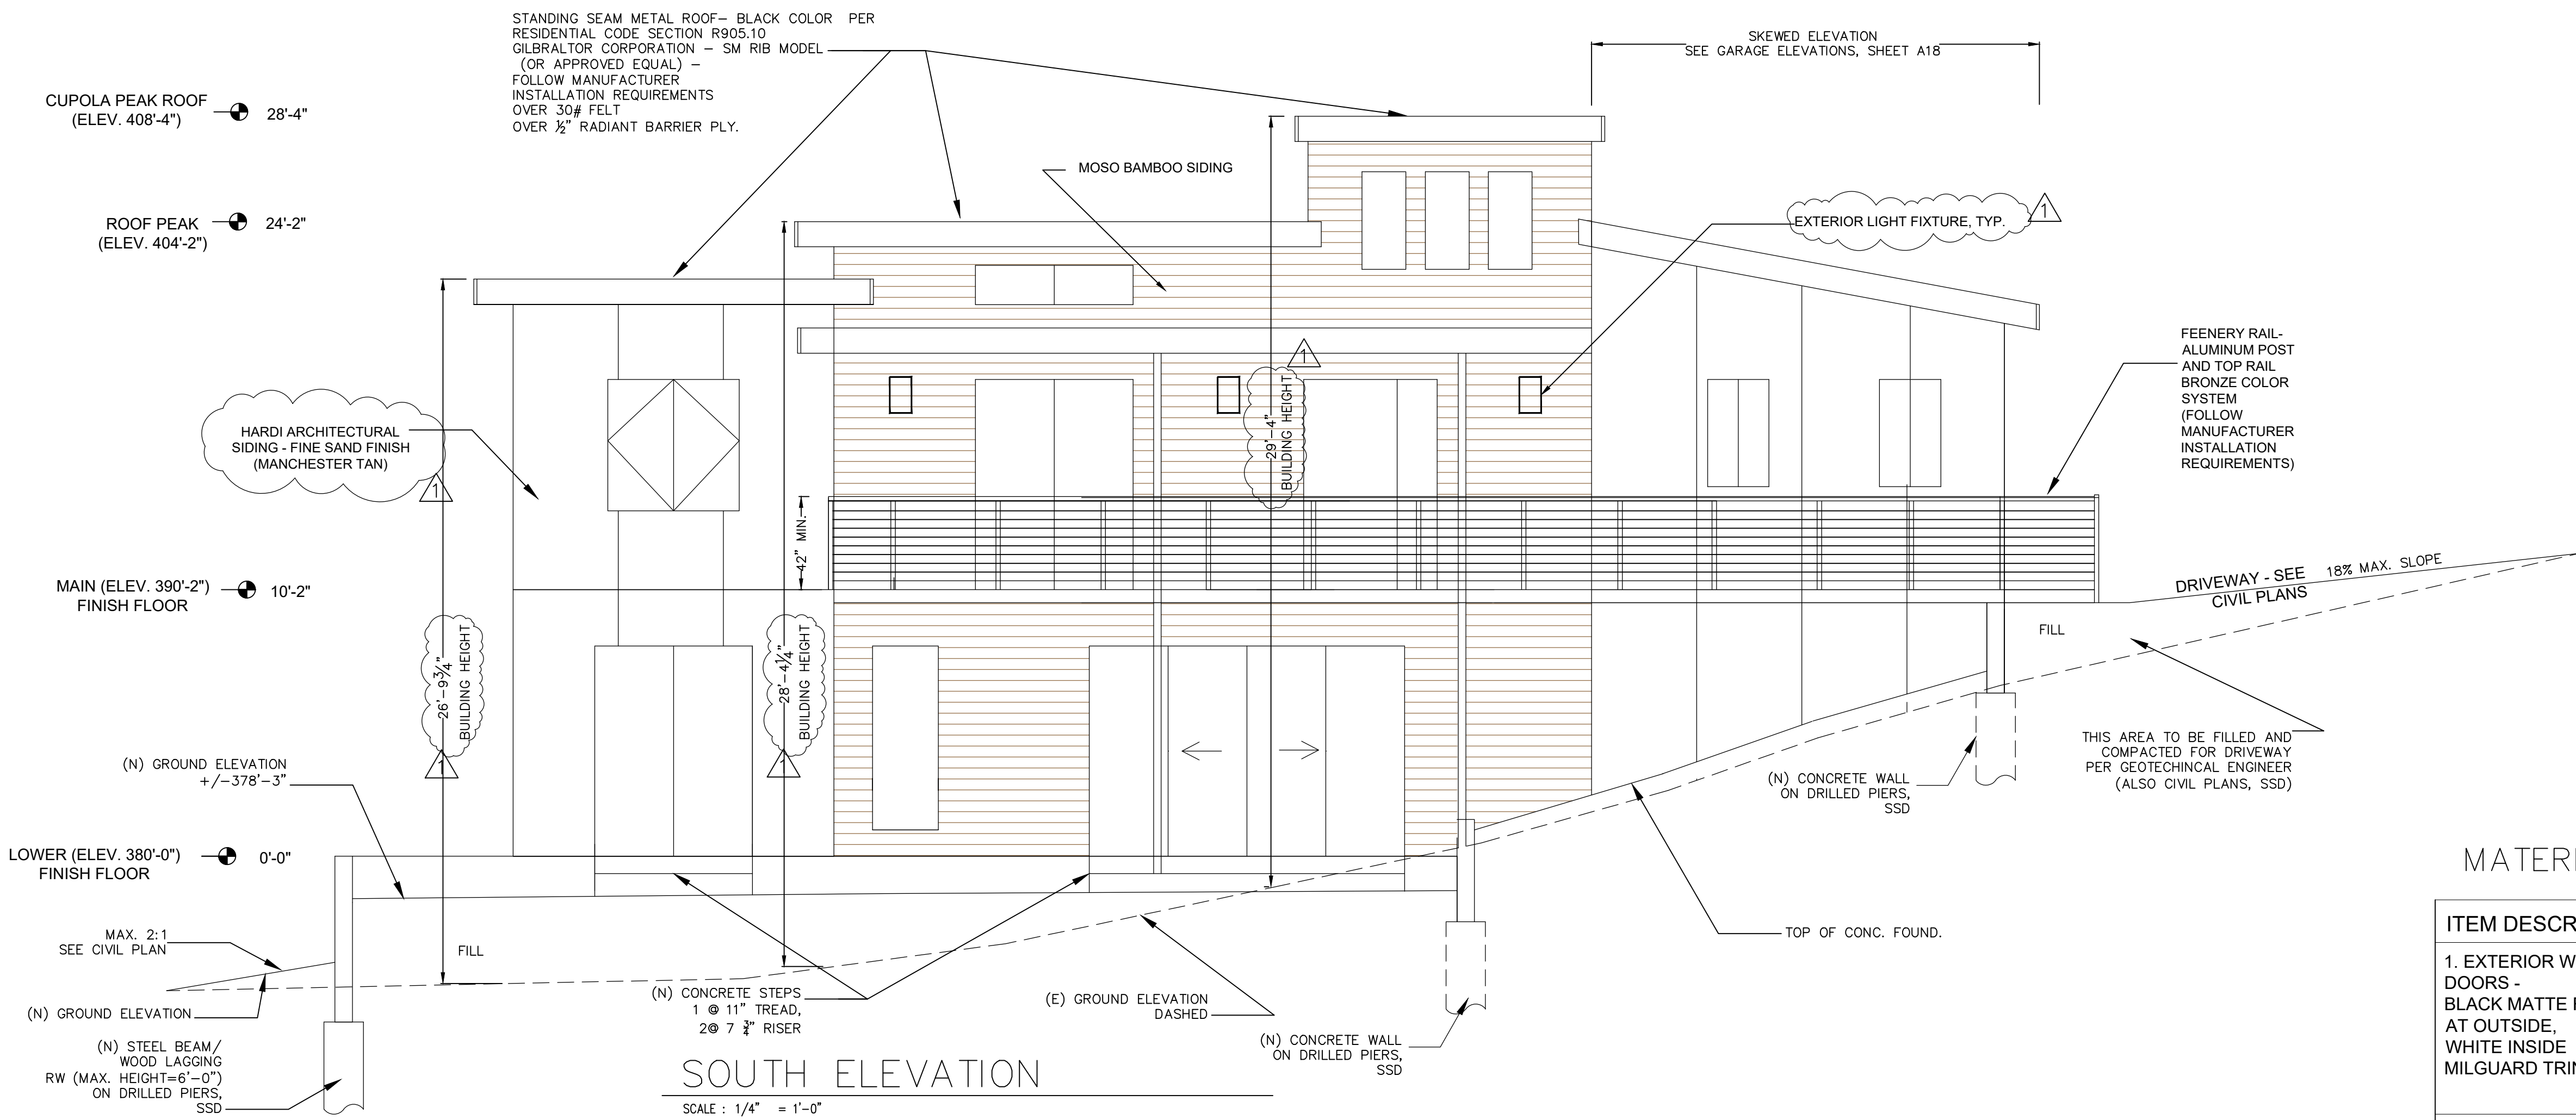 STANDING SEAM METAL ROOF– BLACK COLOR PER
RESIDENTIAL CODE SECTION R905.10
GILBRALTOR CORPORATION – SM RIB MODEL
(OR APPROVED EQUAL) –
FOLLOW MANUFACTURER
INSTALLATION REQUIREMENTS
OVER 30# FELT
OVER ½" RADIANT BARRIER PLY.
SKEWED ELEVATION
SEE GARAGE ELEVATIONS, SHEET A18
CUPOLA PEAK ROOF
(ELEV. 408'-4")
28'-4"
MOSO BAMBOO SIDING
ROOF PEAK
(ELEV. 404'-2")
24'-2"
EXTERIOR LIGHT FIXTURE, TYP.
1
FEENERY RAIL-
ALUMINUM POST
AND TOP RAIL
BRONZE COLOR
SYSTEM
(FOLLOW
MANUFACTURER
INSTALLATION
REQUIREMENTS)
1
29'–4"
BUILDING HEIGHT
HARDI ARCHITECTURAL
SIDING - FINE SAND FINISH
(MANCHESTER TAN)
1
42" MIN.
MAIN (ELEV. 390'-2")
FINISH FLOOR
10'-2"
DRIVEWAY - SEE
CIVIL PLANS
18% MAX. SLOPE
FILL
26'–9¾"
BUILDING HEIGHT
1
28'–4¼"
BUILDING HEIGHT
1
THIS AREA TO BE FILLED AND
COMPACTED FOR DRIVEWAY
PER GEOTECHINCAL ENGINEER
(ALSO CIVIL PLANS, SSD)
(N) GROUND ELEVATION
+/–378'–3"
(N) CONCRETE WALL
ON DRILLED PIERS,
SSD
LOWER (ELEV. 380'-0")
FINISH FLOOR
0'-0"
MATERI
ITEM DESCR
1. EXTERIOR W
DOORS -
BLACK MATTE
AT OUTSIDE,
WHITE INSIDE
MILGUARD TRIN
MAX. 2:1
SEE CIVIL PLAN
FILL
TOP OF CONC. FOUND.
(N) GROUND ELEVATION
(N) CONCRETE STEPS
1 @ 11" TREAD,
2@ 7 ¾" RISER
(E) GROUND ELEVATION
DASHED
(N) CONCRETE WALL
ON DRILLED PIERS,
SSD
(N) STEEL BEAM/
WOOD LAGGING
RW (MAX. HEIGHT=6'–0")
ON DRILLED PIERS,
SSD
SOUTH ELEVATION
SCALE : 1/4" = 1'–0"